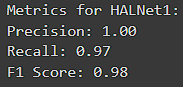 Metrics for HALNet1:
Precision: 1.00
Recall: 0.97
F1 Score: 0.98